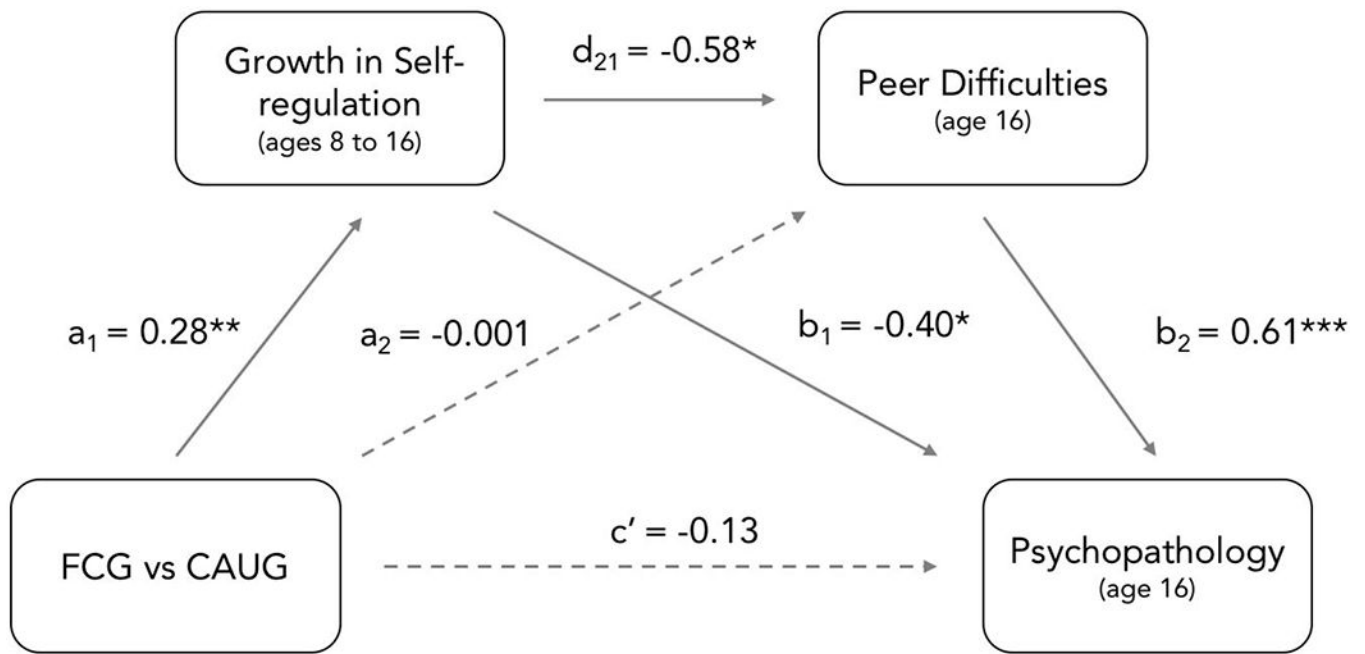 Growth in Self-
regulation
(ages 8 to 16)
d21 = -0.58*
Peer Difficulties
(age 16)
a1 = 0.28**
a2 = -0.001
b1 = -0.40*
b2 = 0.61***
FCG vs CAUG
c′ = -0.13
Psychopathology
(age 16)